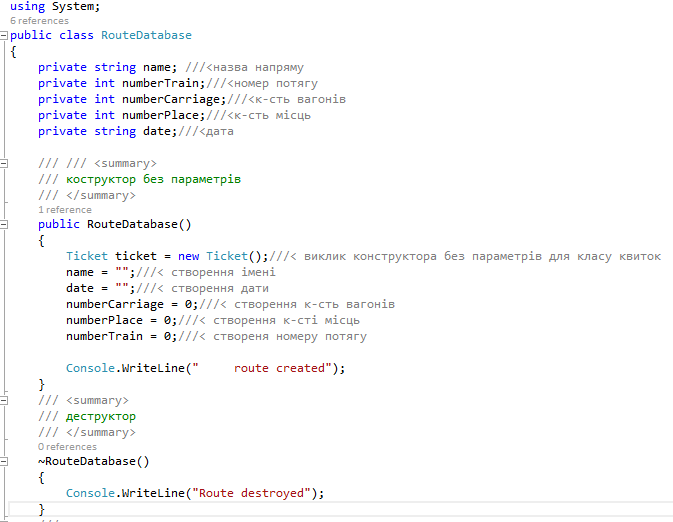 using System;
6 references
public class RouteDatabase
{
private string name; ///<назва напряму
private int numberTrain;///<номер потягу
private int numberCarriage;///<к-сть вагонів
private int numberPlace;///<к-сть місць
private string date;///<дата
/// /// <summary>
/// коструктор без параметрів
/// </summary>
1 reference
public RouteDatabase()
{
Ticket ticket = new Ticket();///< виклик конструктора без параметрів для класу квиток
name = "";///< створення імені
date = "";///< створення дати
numberCarriage = 0;///< створення к-сть вагонів
numberPlace = 0;///< створення к-сті місць
numberTrain = 0;///< створеня номеру потягу
Console.WriteLine("     route created");
}
/// <summary>
/// деструктор
/// </summary>
0 references
~RouteDatabase()
{
Console.WriteLine("Route destroyed");
}